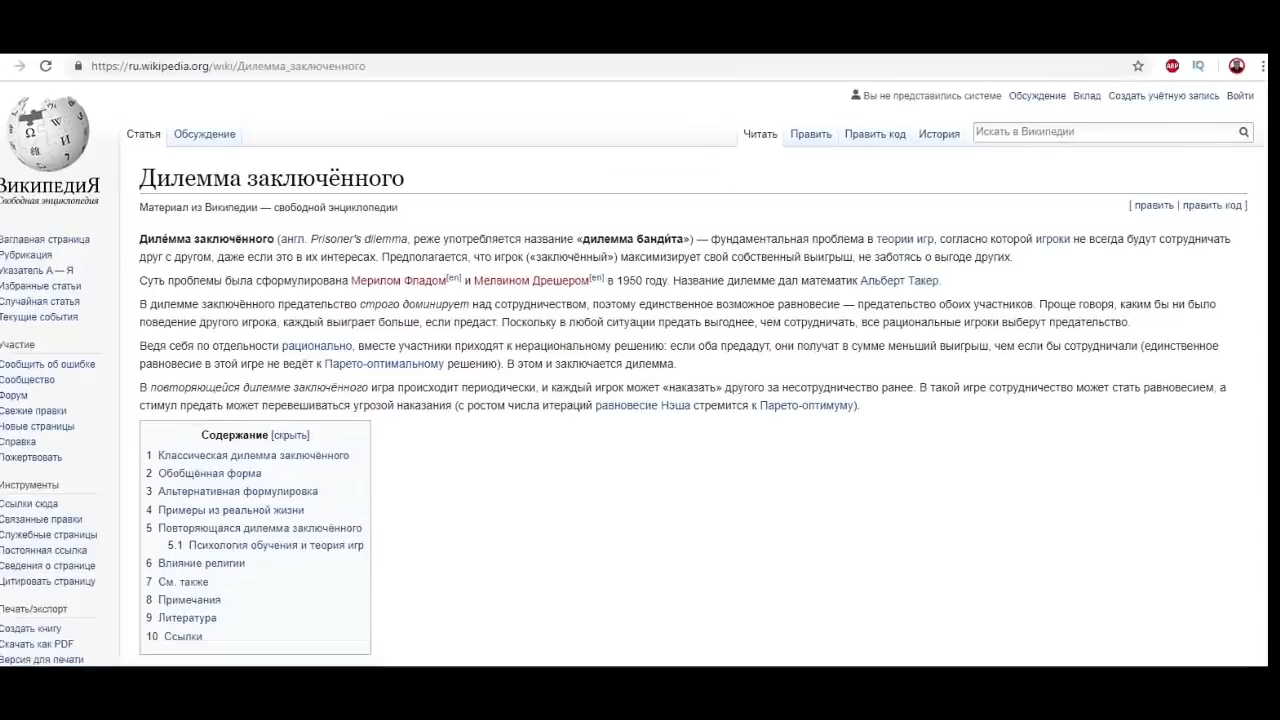 https://ru.wikipedia.org/wiki/Дилемма_заключенного
ABP
IQ
Вы не представились системе Обсуждение Вклад Создать учётную запись Войти
Статья Обсуждение Читать Править Править код История Искать в Википедии
ВикипедиЯ
Свободная энциклопедия
Заглавная страница
Рубрикация
Указатель А — Я
Избранные статьи
Случайная статья
Текущие события
Участие
Сообщить об ошибке
Сообщество
Форум
Свежие правки
Новые страницы
Справка
Пожертвовать
Инструменты
Ссылки сюда
Связанные правки
Служебные страницы
Постоянная ссылка
Сведения о странице
Цитировать страницу
Печать/экспорт
Создать книгу
Скачать как PDF
Версия для печати
Дилемма заключённого
Материал из Википедии — свободной энциклопедии
[ править | править код ]
Диле́мма заключённого (англ. Prisoner's dilemma, реже употребляется название «дилемма банди́та») — фундаментальная проблема в теории игр, согласно которой игроки не всегда будут сотрудничать
друг с другом, даже если это в их интересах. Предполагается, что игрок («заключённый») максимизирует свой собственный выигрыш, не заботясь о выгоде других.
Суть проблемы была сформулирована Мерилом Фладом[en] и Мелвином Дрешером[en] в 1950 году. Название дилемме дал математик Альберт Такер.
В дилемме заключённого предательство строго доминирует над сотрудничеством, поэтому единственное возможное равновесие — предательство обоих участников. Проще говоря, каким бы ни было
поведение другого игрока, каждый выиграет больше, если предаст. Поскольку в любой ситуации предать выгоднее, чем сотрудничать, все рациональные игроки выберут предательство.
Ведя себя по отдельности рационально, вместе участники приходят к нерациональному решению: если оба предадут, они получат в сумме меньший выигрыш, чем если бы сотрудничали (единственное
равновесие в этой игре не ведёт к Парето-оптимальному решению). В этом и заключается дилемма.
В повторяющейся дилемме заключённого игра происходит периодически, и каждый игрок может «наказать» другого за несотрудничество ранее. В такой игре сотрудничество может стать равновесием, а
стимул предать может перевешиваться угрозой наказания (с ростом числа итераций равновесие Нэша стремится к Парето-оптимуму).
Содержание [скрыть]
1 Классическая дилемма заключённого
2 Обобщённая форма
3 Альтернативная формулировка
4 Примеры из реальной жизни
5 Повторяющаяся дилемма заключённого
5.1 Психология обучения и теория игр
6 Влияние религии
7 См. также
8 Примечания
9 Литература
10 Ссылки